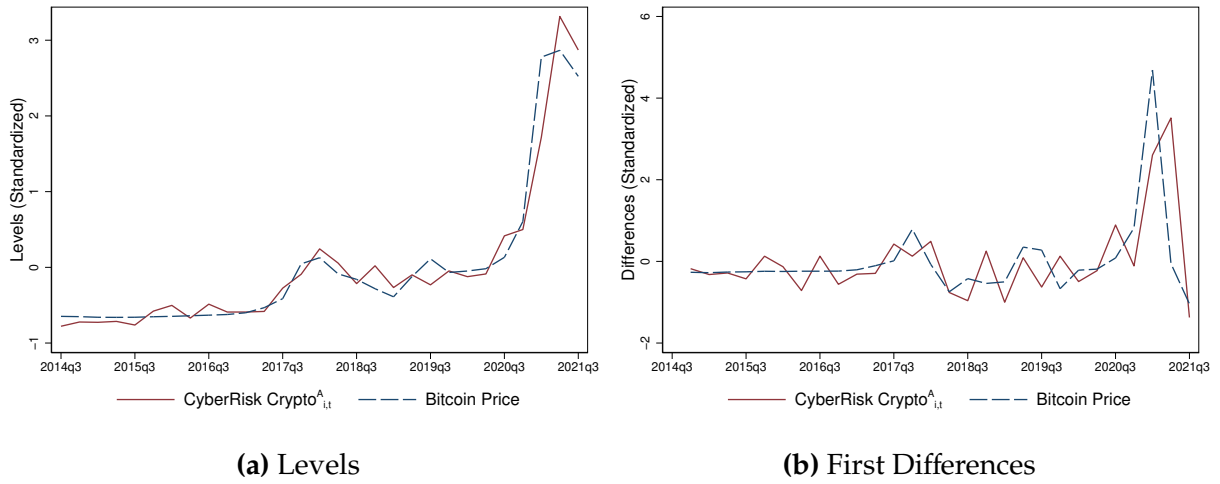 Levels (Standardized)
3
2
1
0
−1
2014q3 2015q3 2016q3 2017q3 2018q3 2019q3 2020q3 2021q3
CyberRisk Crypto^A_i,t Bitcoin Price
(a) Levels
Differences (Standardized)
6
4
2
0
−2
2014q3 2015q3 2016q3 2017q3 2018q3 2019q3 2020q3 2021q3
CyberRisk Crypto^A_i,t Bitcoin Price
(b) First Differences